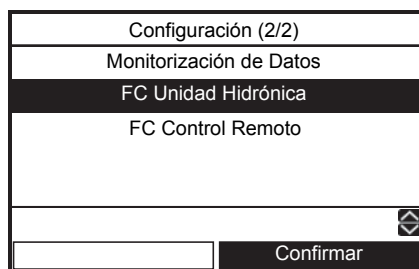 Configuración (2/2)
Monitorización de Datos
FC Unidad Hidrónica
FC Control Remoto
Confirmar